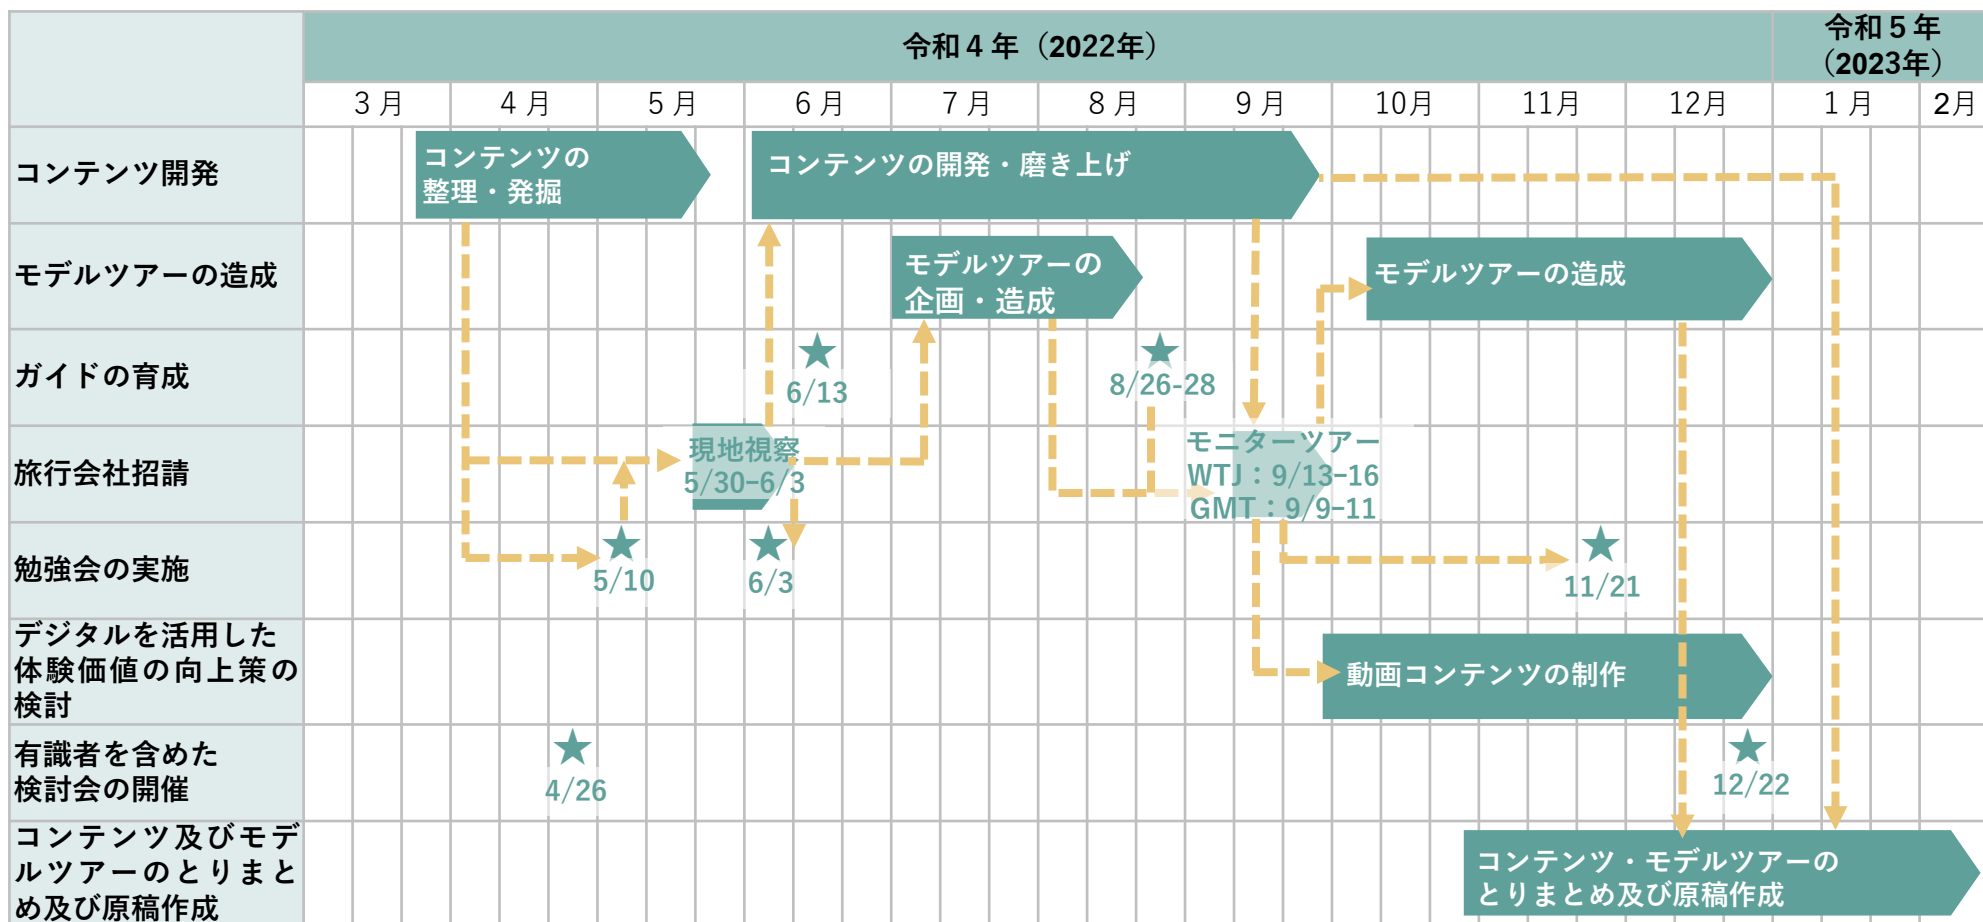 令和４年（2022年）
令和５年
（2023年）
３月
４月
５月
６月
７月
８月
９月
10月
11月
12月
１月
2月
コンテンツ開発
コンテンツの
整理・発掘
コンテンツの開発・磨き上げ
モデルツアーの造成
モデルツアーの
企画・造成
モデルツアーの造成
ガイドの育成
6/13
8/26-28
旅行会社招請
現地視察
5/30−6/3
モニターツアー
WTJ：9/13−16
GMT：9/9−11
勉強会の実施
5/10
6/3
11/21
デジタルを活用した
体験価値の向上策の
検討
動画コンテンツの制作
有識者を含めた
検討会の開催
4/26
12/22
コンテンツ及びモデ
ルツアーのとりまと
め及び原稿作成
コンテンツ・モデルツアーの
とりまとめ及び原稿作成